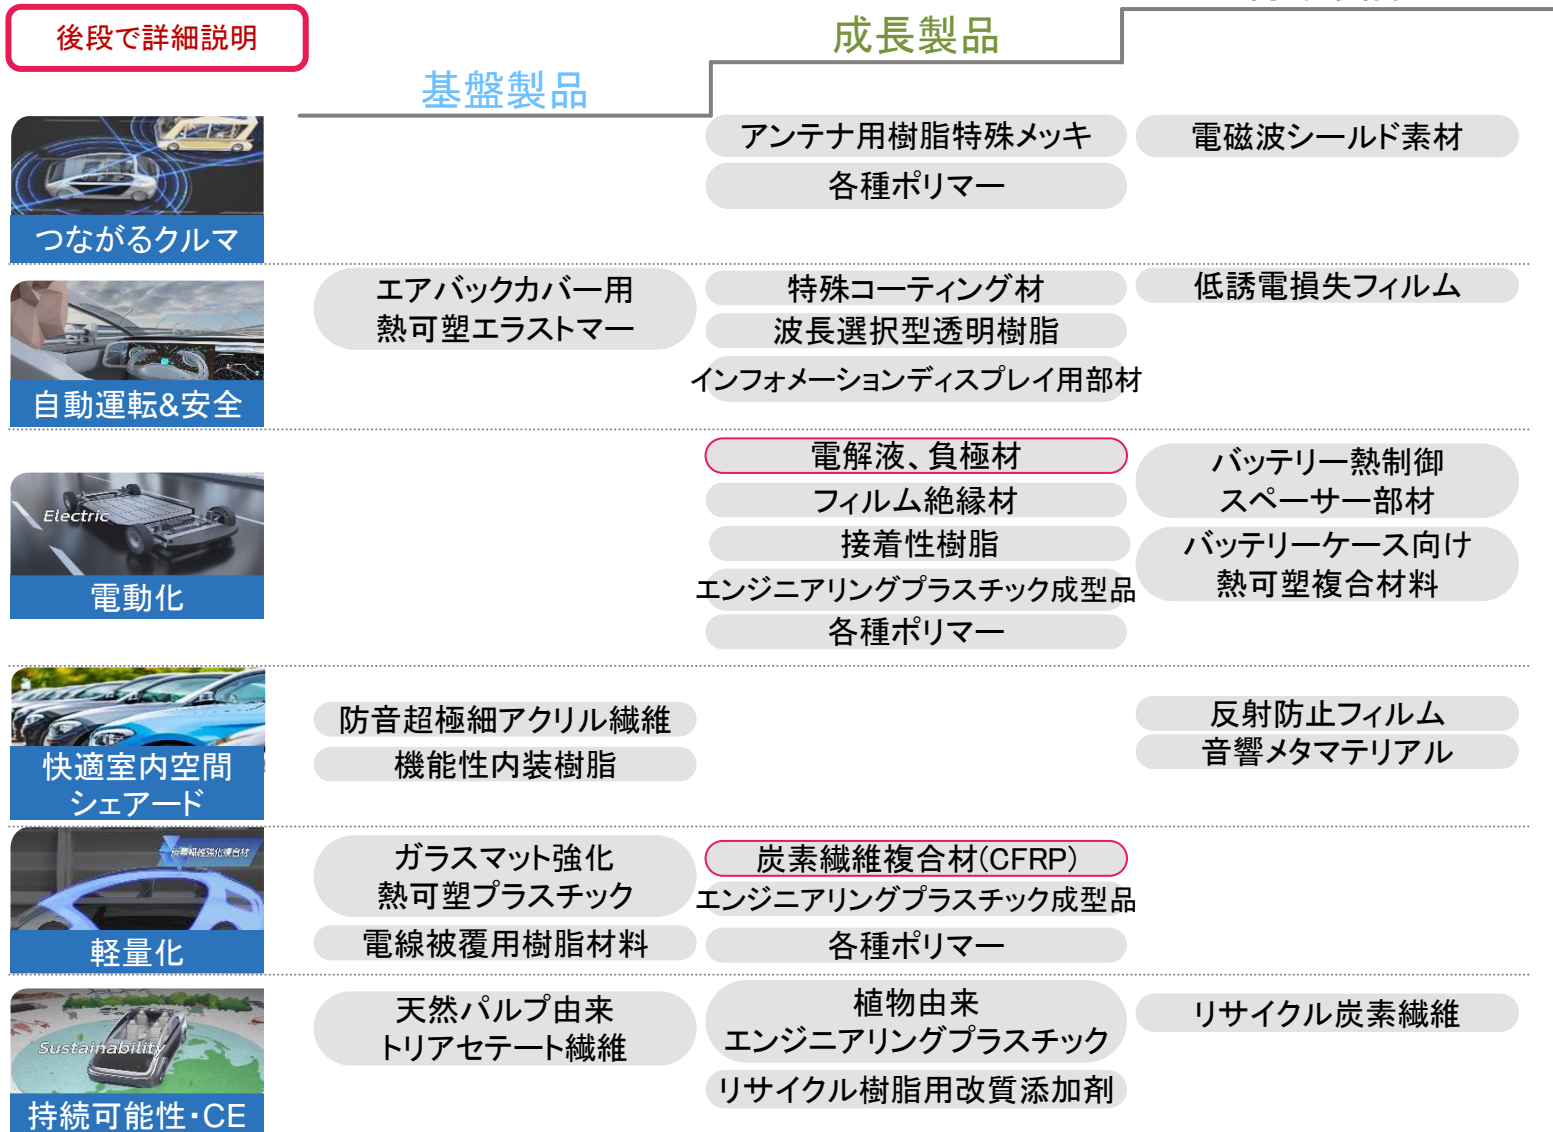 後段で詳細説明
基盤製品
成長製品
つながるクルマ
アンテナ用樹脂特殊メッキ
各種ポリマー
電磁波シールド素材
自動運転&安全
エアバックカバー用
熱可塑エラストマー
特殊コーティング材
波長選択型透明樹脂
インフォメーションディスプレイ用部材
低誘電損失フィルム
Electric
電動化
電解液、負極材
フィルム絶縁材
接着性樹脂
エンジニアリングプラスチック成型品
各種ポリマー
バッテリー熱制御
スペーサー部材
バッテリーケース向け
熱可塑複合材料
快適室内空間
シェアード
防音超極細アクリル繊維
機能性内装樹脂
反射防止フィルム
音響メタマテリアル
炭素繊維強化複合材
軽量化
ガラスマット強化
熱可塑プラスチック
電線被覆用樹脂材料
炭素繊維複合材(CFRP)
エンジニアリングプラスチック成型品
各種ポリマー
Sustainability
持続可能性・CE
天然パルプ由来
トリアセテート繊維
植物由来
エンジニアリングプラスチック
リサイクル樹脂用改質添加剤
リサイクル炭素繊維